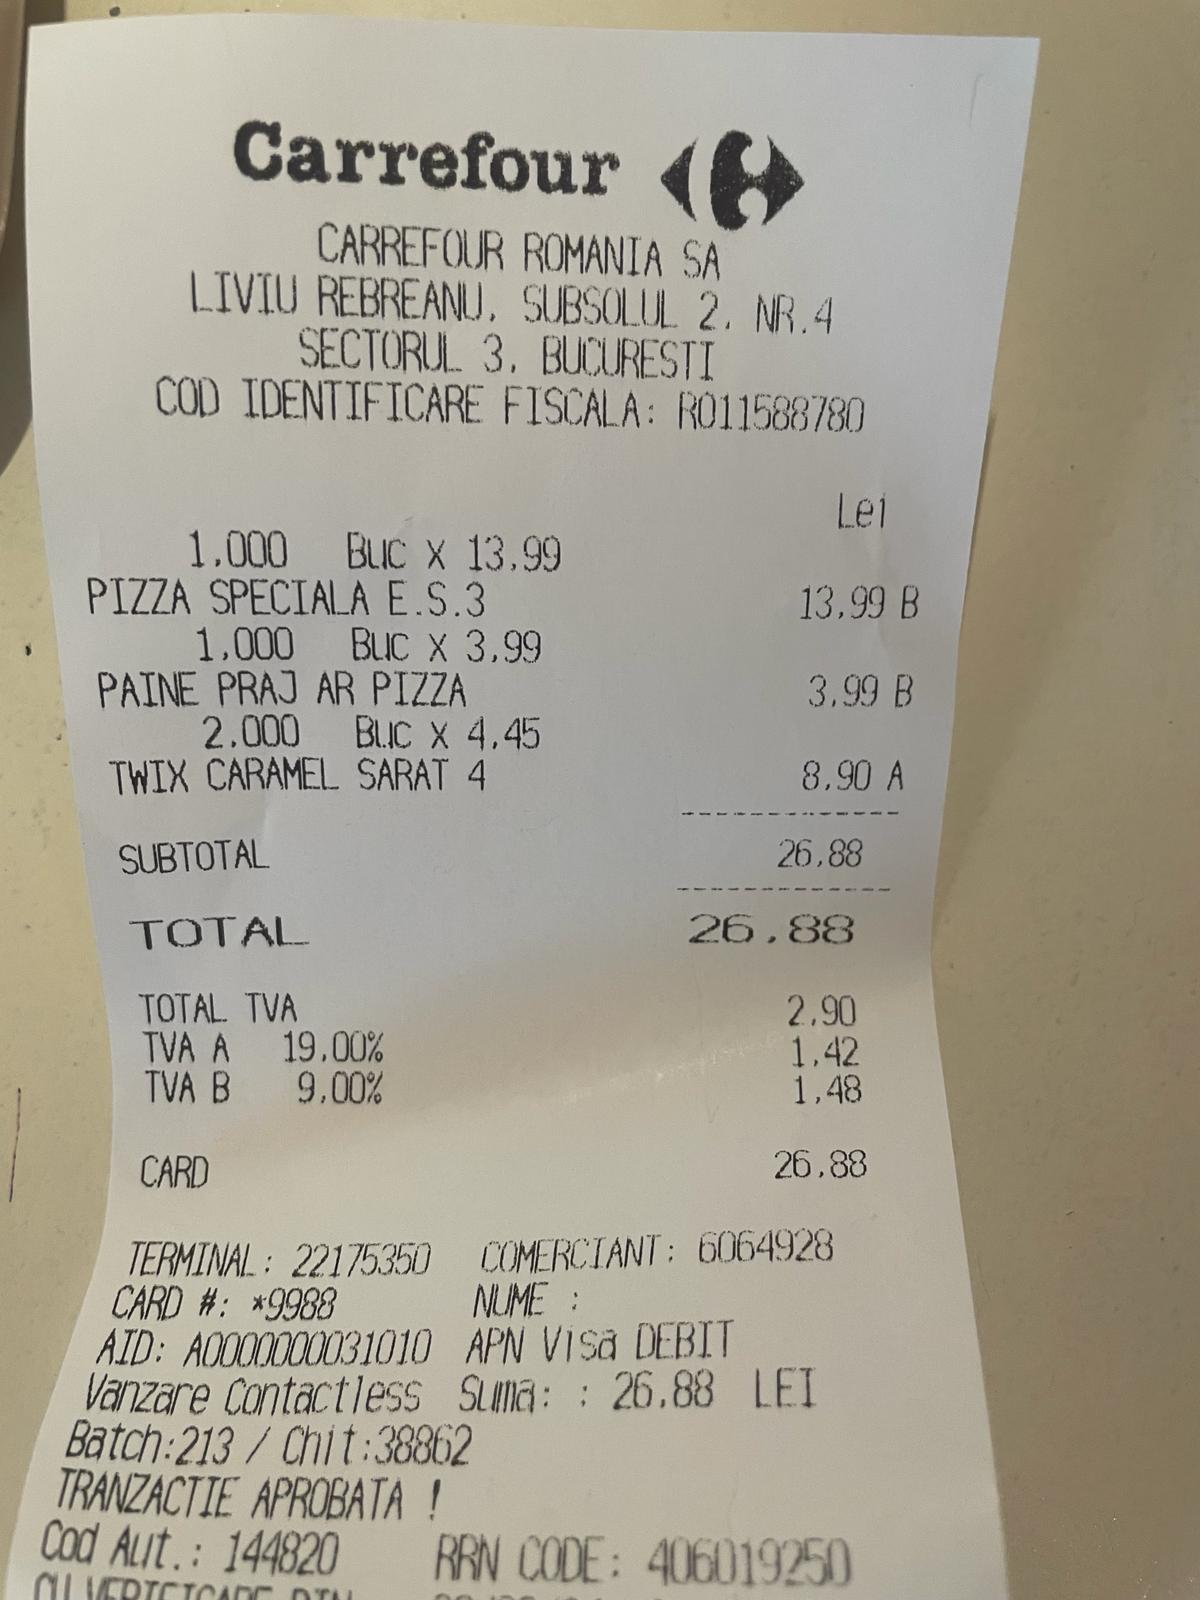 Carrefour
CARREFOUR ROMANIA SA
LIVIU REBREANU, SUBSOLUL 2, NR.4
SECTORUL 3, BUCURESTI
COD IDENTIFICARE FISCALA: RO11588780
Lei
1,000 BUC X 13,99
PIZZA SPECIALA E.S.3 13,99 B
1,000 BUC X 3,99
PAINE PRAJ AR PIZZA 3,99 B
2,000 BUC X 4,45
TWIX CARAMEL SARAT 4 8,90 A
SUBTOTAL 26,88
TOTAL 26,88
TOTAL TVA 2,90
TVA A 19,00% 1,42
TVA B 9,00% 1,48
CARD 26,88
TERMINAL: 22175350 COMERCIANT: 6064928
CARD #: *9988 NUME :
AID: A0000000031010 APN Visa DEBIT
Vanzare Contactless Suma: : 26.88 LEI
Batch:213 / Chit:38862
TRANZACTIE APROBATA !
Cod Aut.: 144820 RRN CODE: 406019250
CU VERIFICARE PIN